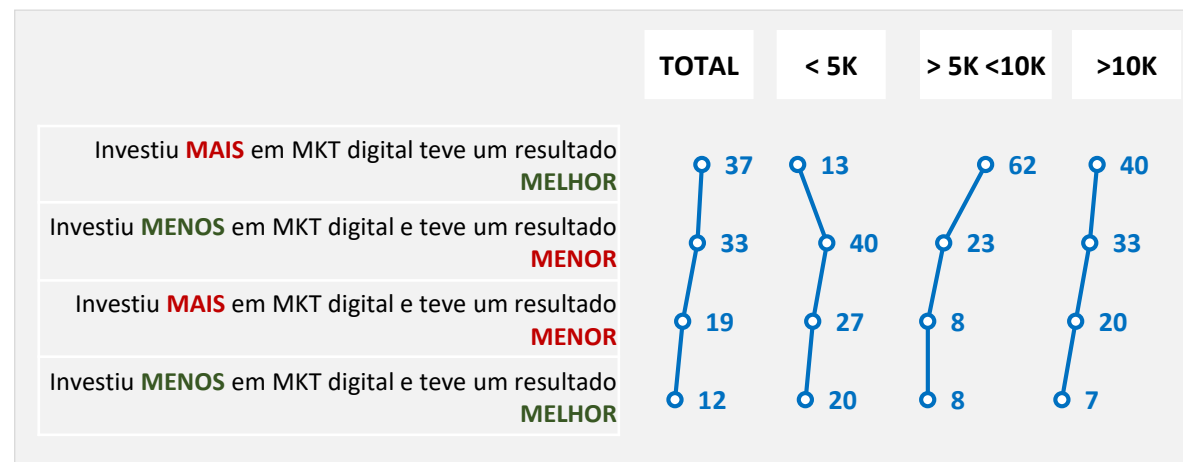 TOTAL < 5K > 5K <10K >10K
Investiu MAIS em MKT digital teve um resultado
MELHOR
37 13 62 40
Investiu MENOS em MKT digital e teve um resultado
MENOR
33 40 23 33
Investiu MAIS em MKT digital e teve um resultado
MENOR
19 27 8 20
Investiu MENOS em MKT digital e teve um resultado
MELHOR
12 20 8 7